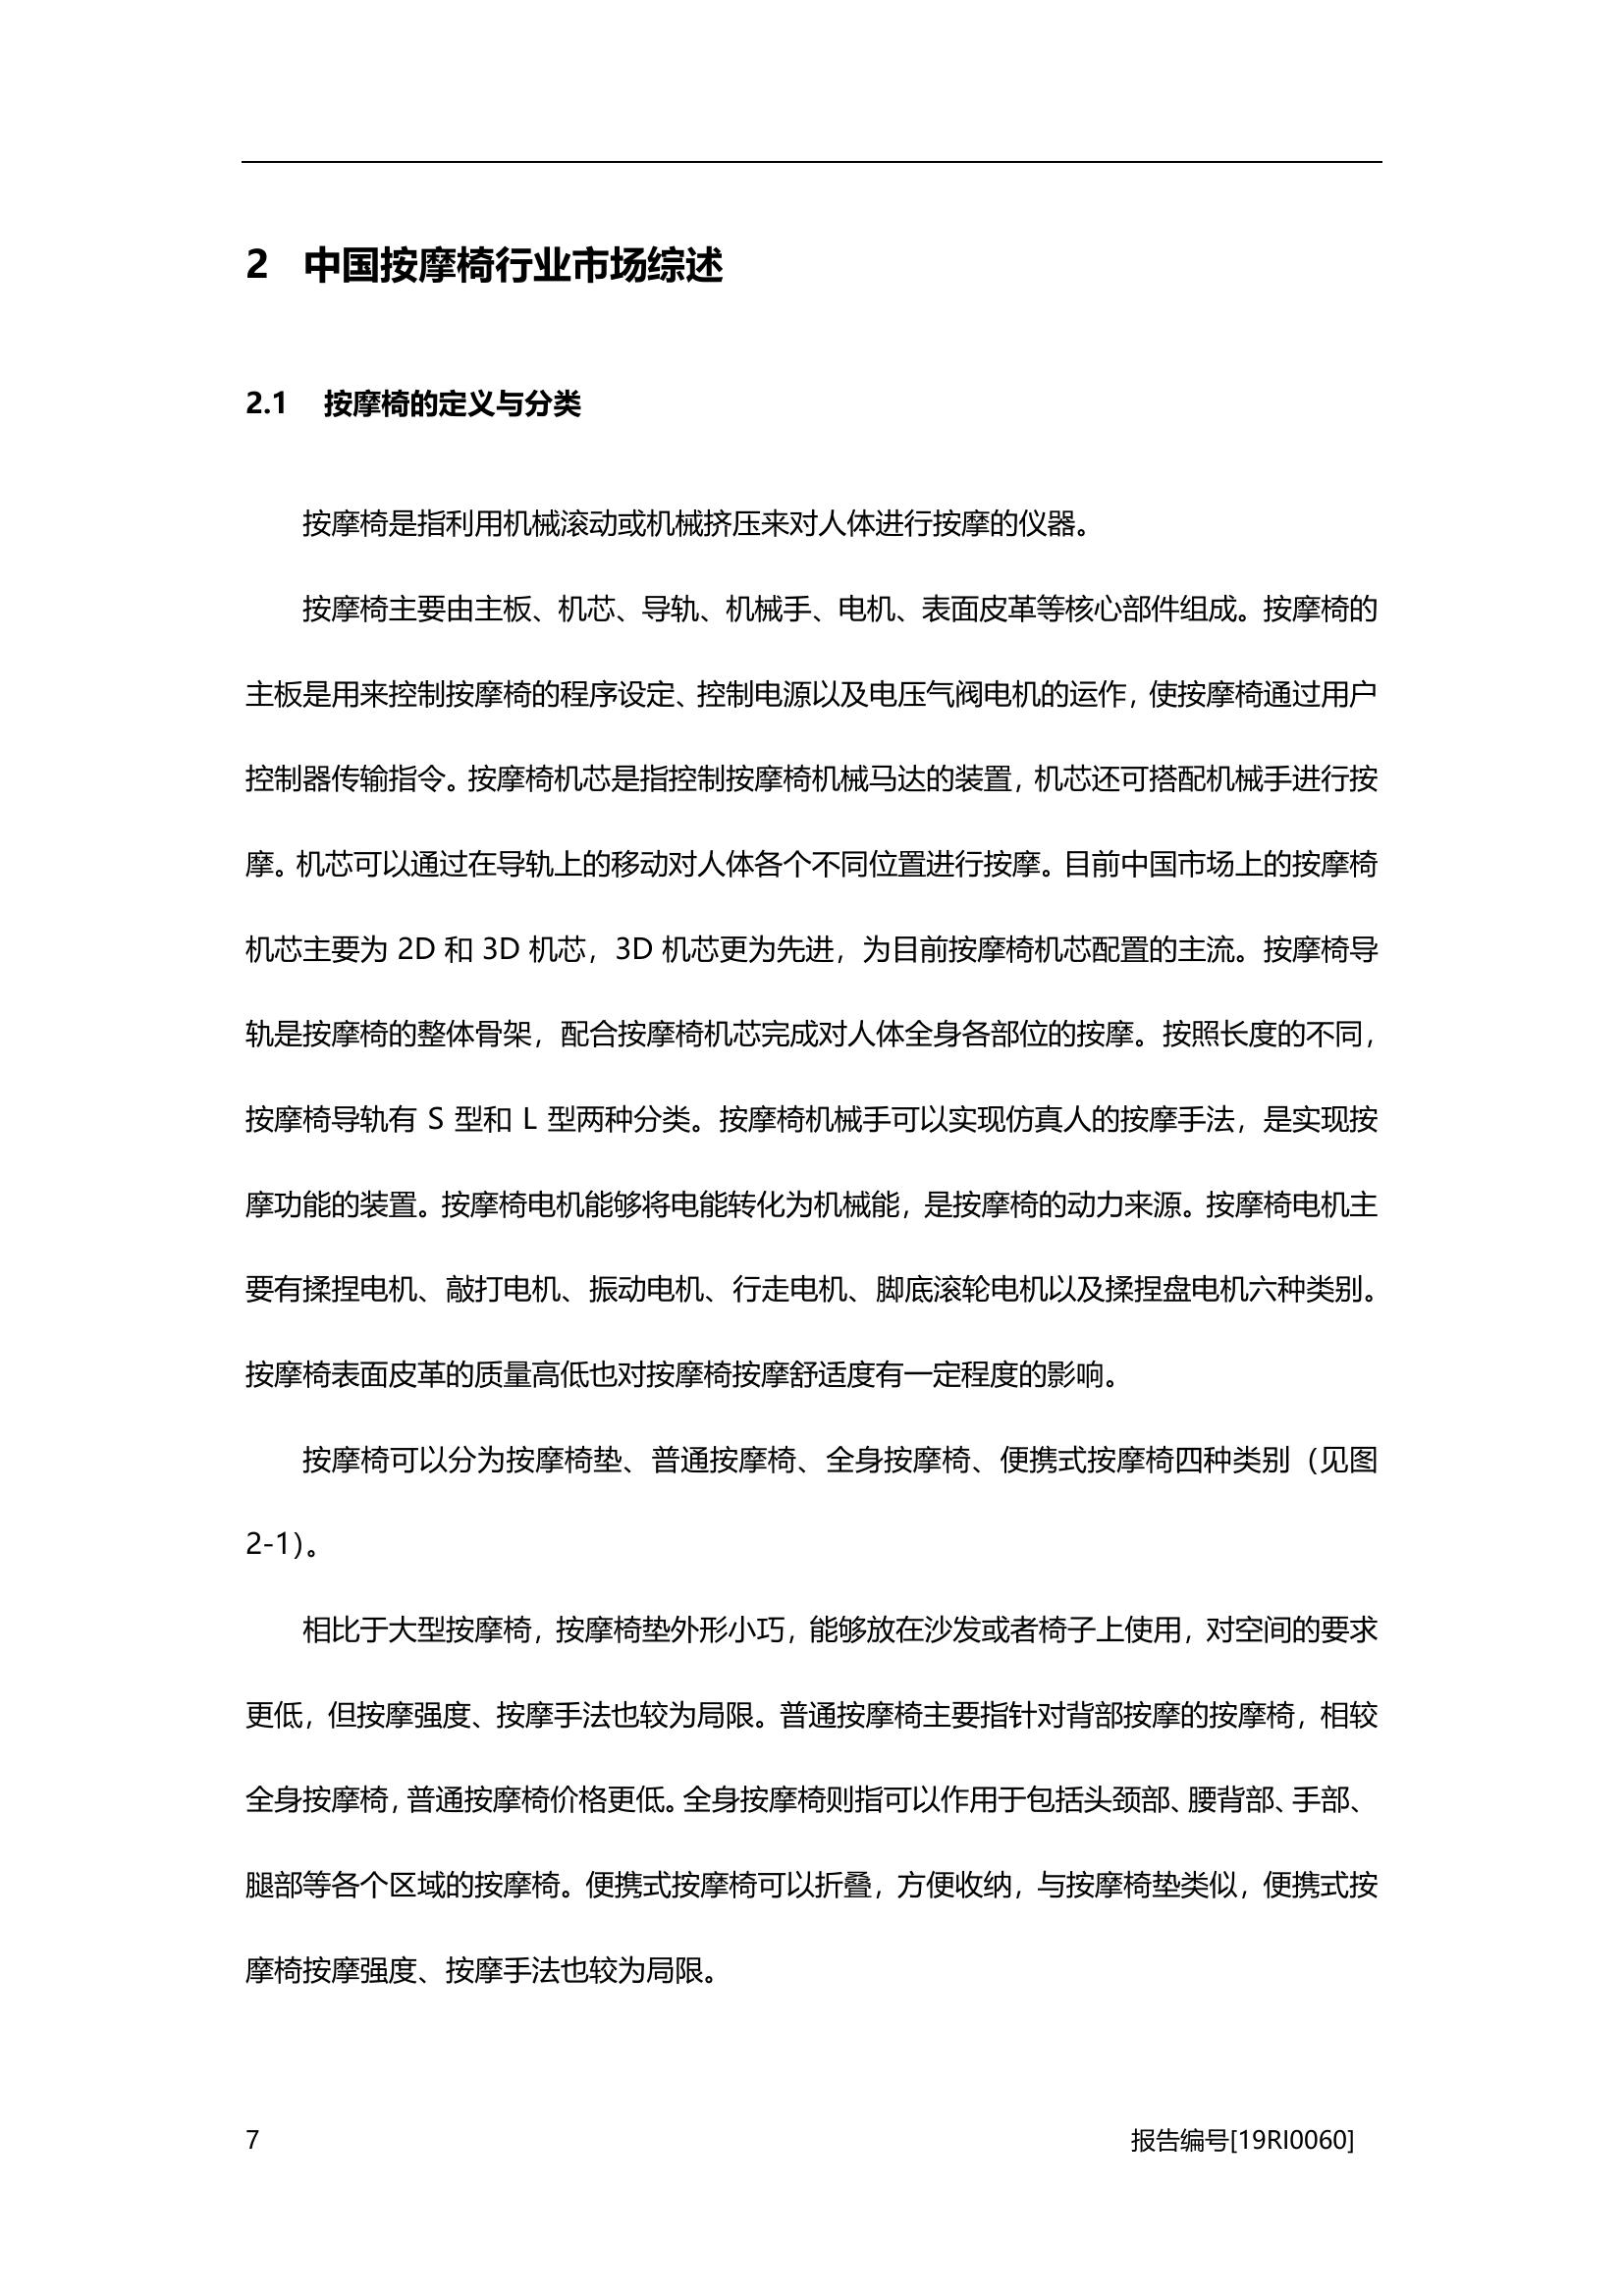 2 中国按摩椅行业市场综述
2.1 按摩椅的定义与分类
按摩椅是指利用机械滚动或机械挤压来对人体进行按摩的仪器。
按摩椅主要由主板、机芯、导轨、机械手、电机、表面皮革等核心部件组成。按摩椅的
主板是用来控制按摩椅的程序设定、控制电源以及电压气阀电机的运作，使按摩椅通过用户
控制器传输指令。按摩椅机芯是指控制按摩椅机械马达的装置，机芯还可搭配机械手进行按
摩。机芯可以通过在导轨上的移动对人体各个不同位置进行按摩。目前中国市场上的按摩椅
机芯主要为 2D 和 3D 机芯，3D 机芯更为先进，为目前按摩椅机芯配置的主流。按摩椅导
轨是按摩椅的整体骨架，配合按摩椅机芯完成对人体全身各部位的按摩。按照长度的不同，
按摩椅导轨有 S 型和 L 型两种分类。按摩椅机械手可以实现仿真人的按摩手法，是实现按
摩功能的装置。按摩椅电机能够将电能转化为机械能，是按摩椅的动力来源。按摩椅电机主
要有揉捏电机、敲打电机、振动电机、行走电机、脚底滚轮电机以及揉捏盘电机六种类别。
按摩椅表面皮革的质量高低也对按摩椅按摩舒适度有一定程度的影响。
按摩椅可以分为按摩椅垫、普通按摩椅、全身按摩椅、便携式按摩椅四种类别（见图
2-1）。
相比于大型按摩椅，按摩椅垫外形小巧，能够放在沙发或者椅子上使用，对空间的要求
更低，但按摩强度、按摩手法也较为局限。普通按摩椅主要指针对背部按摩的按摩椅，相较
全身按摩椅，普通按摩椅价格更低。全身按摩椅则指可以作用于包括头颈部、腰背部、手部、
腿部等各个区域的按摩椅。便携式按摩椅可以折叠，方便收纳，与按摩椅垫类似，便携式按
摩椅按摩强度、按摩手法也较为局限。
7 报告编号[19RI0060]